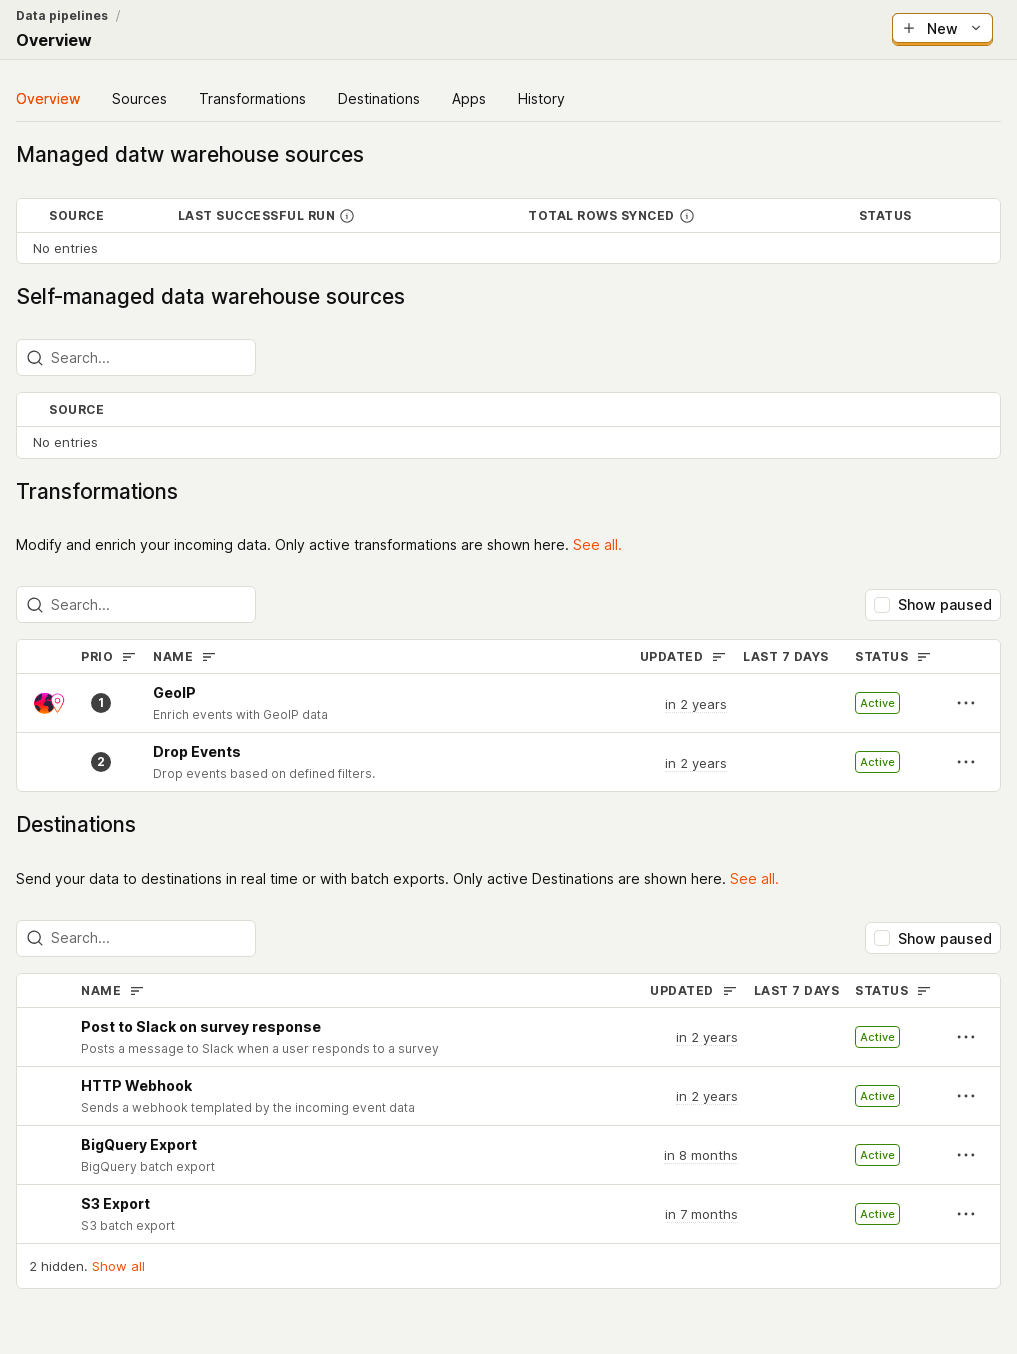 Data pipelines /
Overview
New
Overview Sources Transformations Destinations Apps History
Managed datw warehouse sources
SOURCE LAST SUCCESSFUL RUN TOTAL ROWS SYNCED STATUS
No entries
Self-managed data warehouse sources
Search...
SOURCE
No entries
Transformations
Modify and enrich your incoming data. Only active transformations are shown here. See all.
Search... Show paused
PRIO NAME UPDATED LAST 7 DAYS STATUS
1 GeoIP in 2 years Active
Enrich events with GeoIP data
2 Drop Events in 2 years Active
Drop events based on defined filters.
Destinations
Send your data to destinations in real time or with batch exports. Only active Destinations are shown here. See all.
Search... Show paused
NAME UPDATED LAST 7 DAYS STATUS
Post to Slack on survey response in 2 years Active
Posts a message to Slack when a user responds to a survey
HTTP Webhook in 2 years Active
Sends a webhook templated by the incoming event data
BigQuery Export in 8 months Active
BigQuery batch export
S3 Export in 7 months Active
S3 batch export
2 hidden. Show all